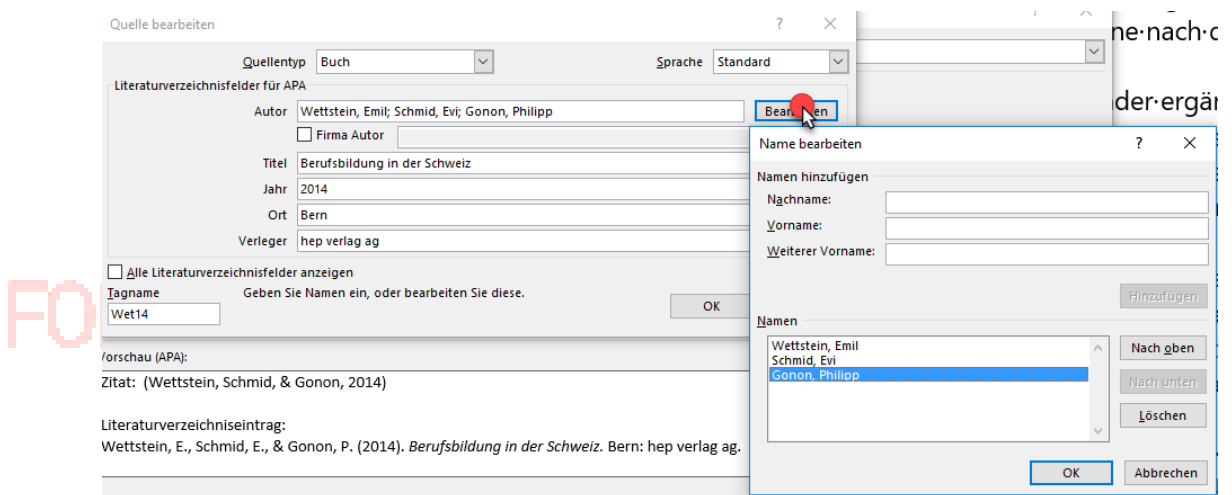 Quelle bearbeiten ? ×
ne·nach·d
Quellentyp Buch Sprache Standard
Literaturverzeichnisfelder für APA
der·ergän
Autor Wettstein, Emil; Schmid, Evi; Gonon, Philipp
Firma Autor
Titel Berufsbildung in der Schweiz
Jahr 2014
Ort Bern
Verleger hep verlag ag
Alle Literaturverzeichnisfelder anzeigen
Tagname Geben Sie Namen ein, oder bearbeiten Sie diese.
Wet14
OK
Name bearbeiten ? ×
Namen hinzufügen
Nachname:
Vorname:
Weiterer Vorname:
Hinzufügen
Namen
Wettstein, Emil
Schmid, Evi
Gonon, Philipp
Nach oben
Nach unten
Löschen
OK Abbrechen
FO
Vorschau (APA):
Zitat: (Wettstein, Schmid, & Gonon, 2014)
Literaturverzeichniseintrag:
Wettstein, E., Schmid, E., & Gonon, P. (2014). Berufsbildung in der Schweiz. Bern: hep verlag ag.